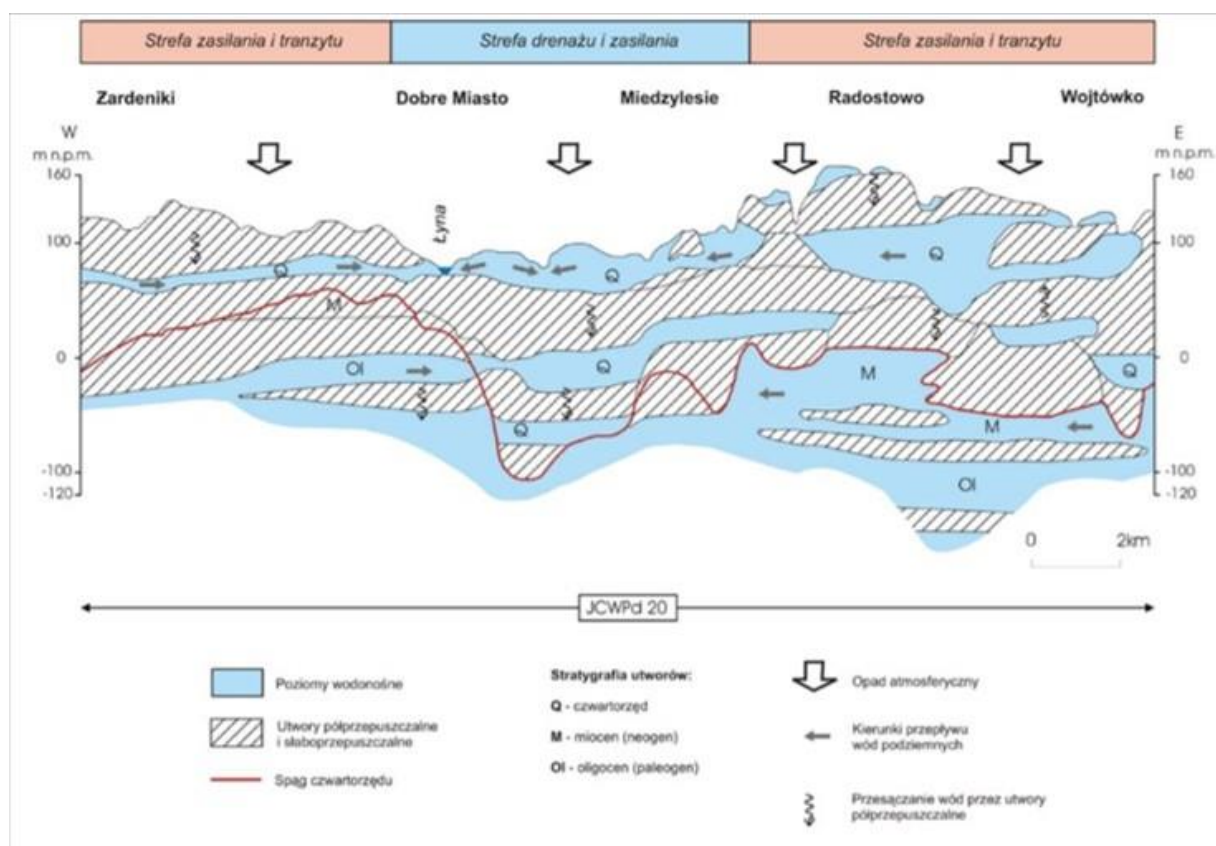 Strefa zasilania i tranzytu
Strefa drenażu i zasilania
Strefa zasilania i tranzytu
Zardeniki
Dobre Miasto
Miedzylesie
Radostowo
Wojtówko
W
m n.p.m.
E
m n.p.m.
160
100
0
-100
-120
160
100
0
-100
-120
Łyna
Q
Q
Q
M
Ol
Q
M
Q
Q
M
Ol
0 2km
JCWPd 20
Poziomy wodonośne
Utwory półprzepuszczalne
i słaboprzepuszczalne
Spąg czwartorzędu
Stratygrafia utworów:
Q - czwartorzęd
M - miocen (neogen)
Ol - oligocen (paleogen)
Opad atmosferyczny
Kierunki przepływu
wód podziemnych
Przesączanie wód przez utwory
półprzepuszczalne